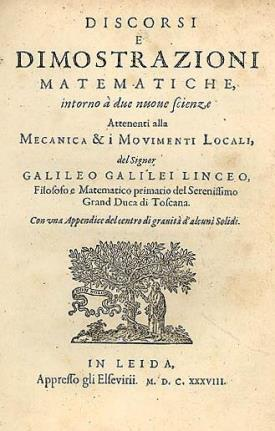 DISCORSI
E
DIMOSTRAZIONI
MATEMATICHE,
intorno à due nuoue scienze
Attenenti alla
MECANICA & i MOVIMENTI LOCALI,
del Signor
GALILEO GALILEI LINCEO,
Filosofo e Matematico primario del Serenissimo
Grand Duca di Toscana.
Con vna Appendice del centro di grauità d'alcuni Solidi.
IN LEIDA,
Appresso gli Elsevirii. M. D. C. XXXVIII.